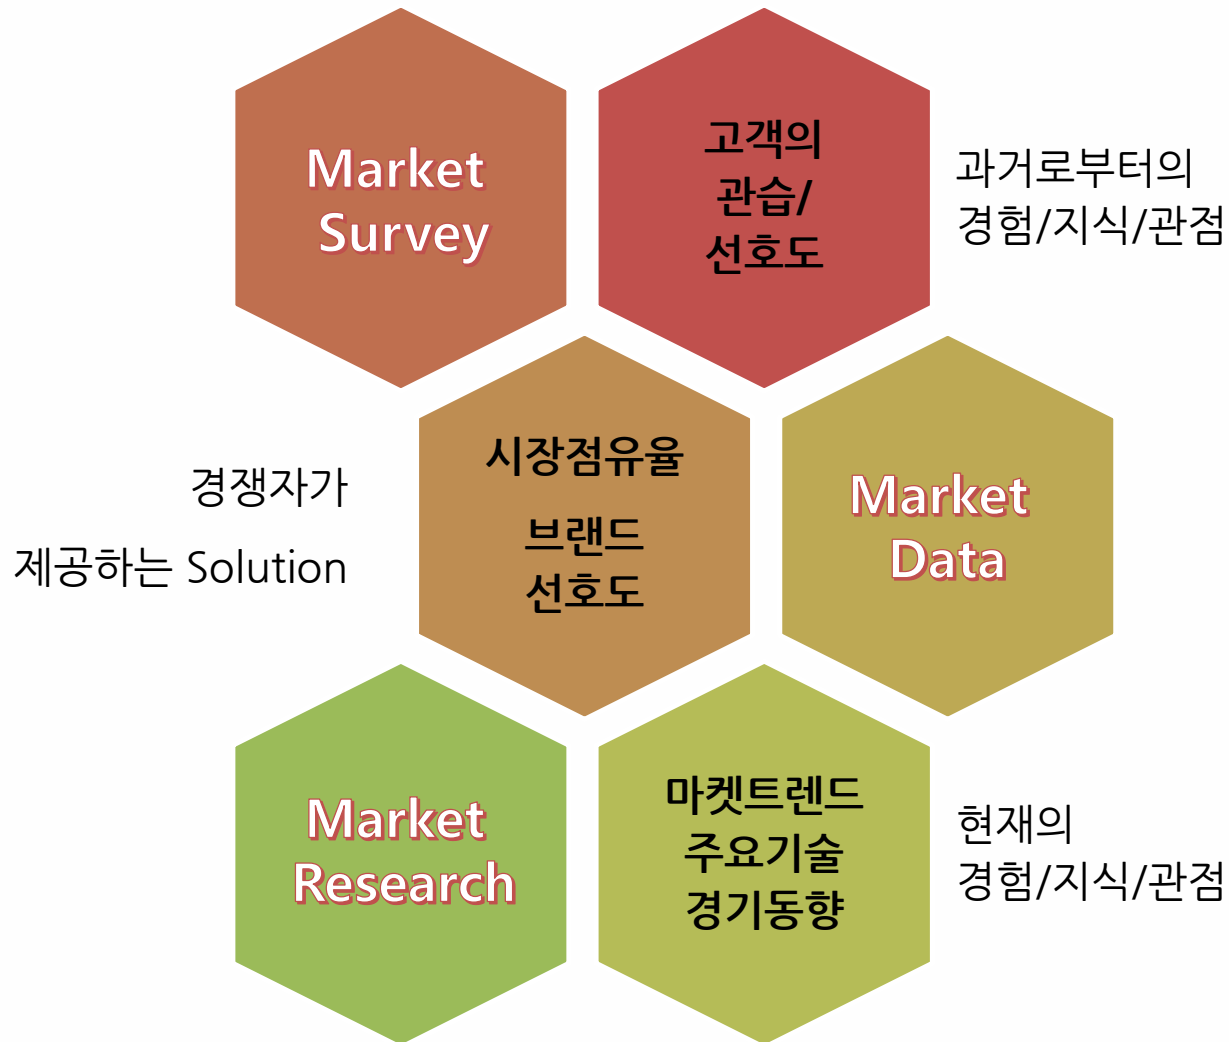 Market
Survey
고객의
관습/
선호도
과거로부터의
경험/지식/관점
경쟁자가
제공하는 Solution
시장점유율
브랜드
선호도
Market
Data
Market
Research
마켓트렌드
주요기술
경기동향
현재의
경험/지식/관점